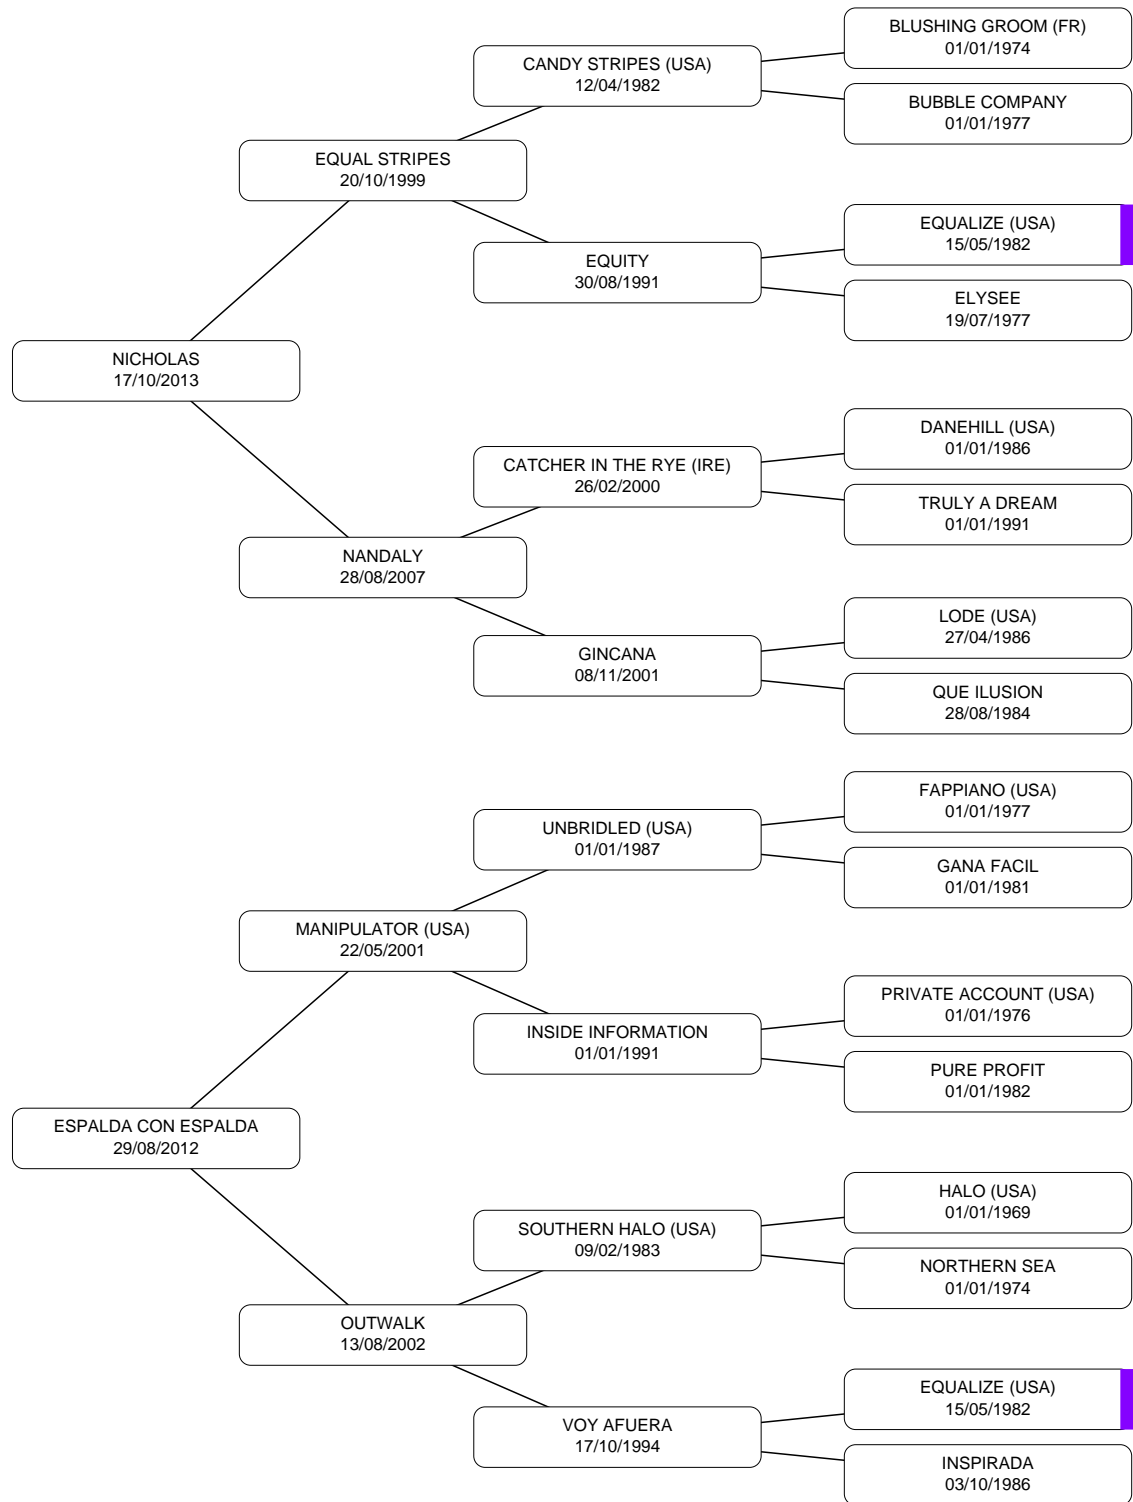 BLUSHING GROOM (FR)
01/01/1974
CANDY STRIPES (USA)
12/04/1982
BUBBLE COMPANY
01/01/1977
EQUAL STRIPES
20/10/1999
EQUALIZE (USA)
15/05/1982
EQUITY
30/08/1991
ELYSEE
19/07/1977
NICHOLAS
17/10/2013
DANEHILL (USA)
01/01/1986
CATCHER IN THE RYE (IRE)
26/02/2000
TRULY A DREAM
01/01/1991
NANDALY
28/08/2007
LODE (USA)
27/04/1986
GINCANA
08/11/2001
QUE ILUSION
28/08/1984
FAPPIANO (USA)
01/01/1977
UNBRIDLED (USA)
01/01/1987
GANA FACIL
01/01/1981
MANIPULATOR (USA)
22/05/2001
PRIVATE ACCOUNT (USA)
01/01/1976
INSIDE INFORMATION
01/01/1991
PURE PROFIT
01/01/1982
ESPALDA CON ESPALDA
29/08/2012
HALO (USA)
01/01/1969
SOUTHERN HALO (USA)
09/02/1983
NORTHERN SEA
01/01/1974
OUTWALK
13/08/2002
EQUALIZE (USA)
15/05/1982
VOY AFUERA
17/10/1994
INSPIRADA
03/10/1986